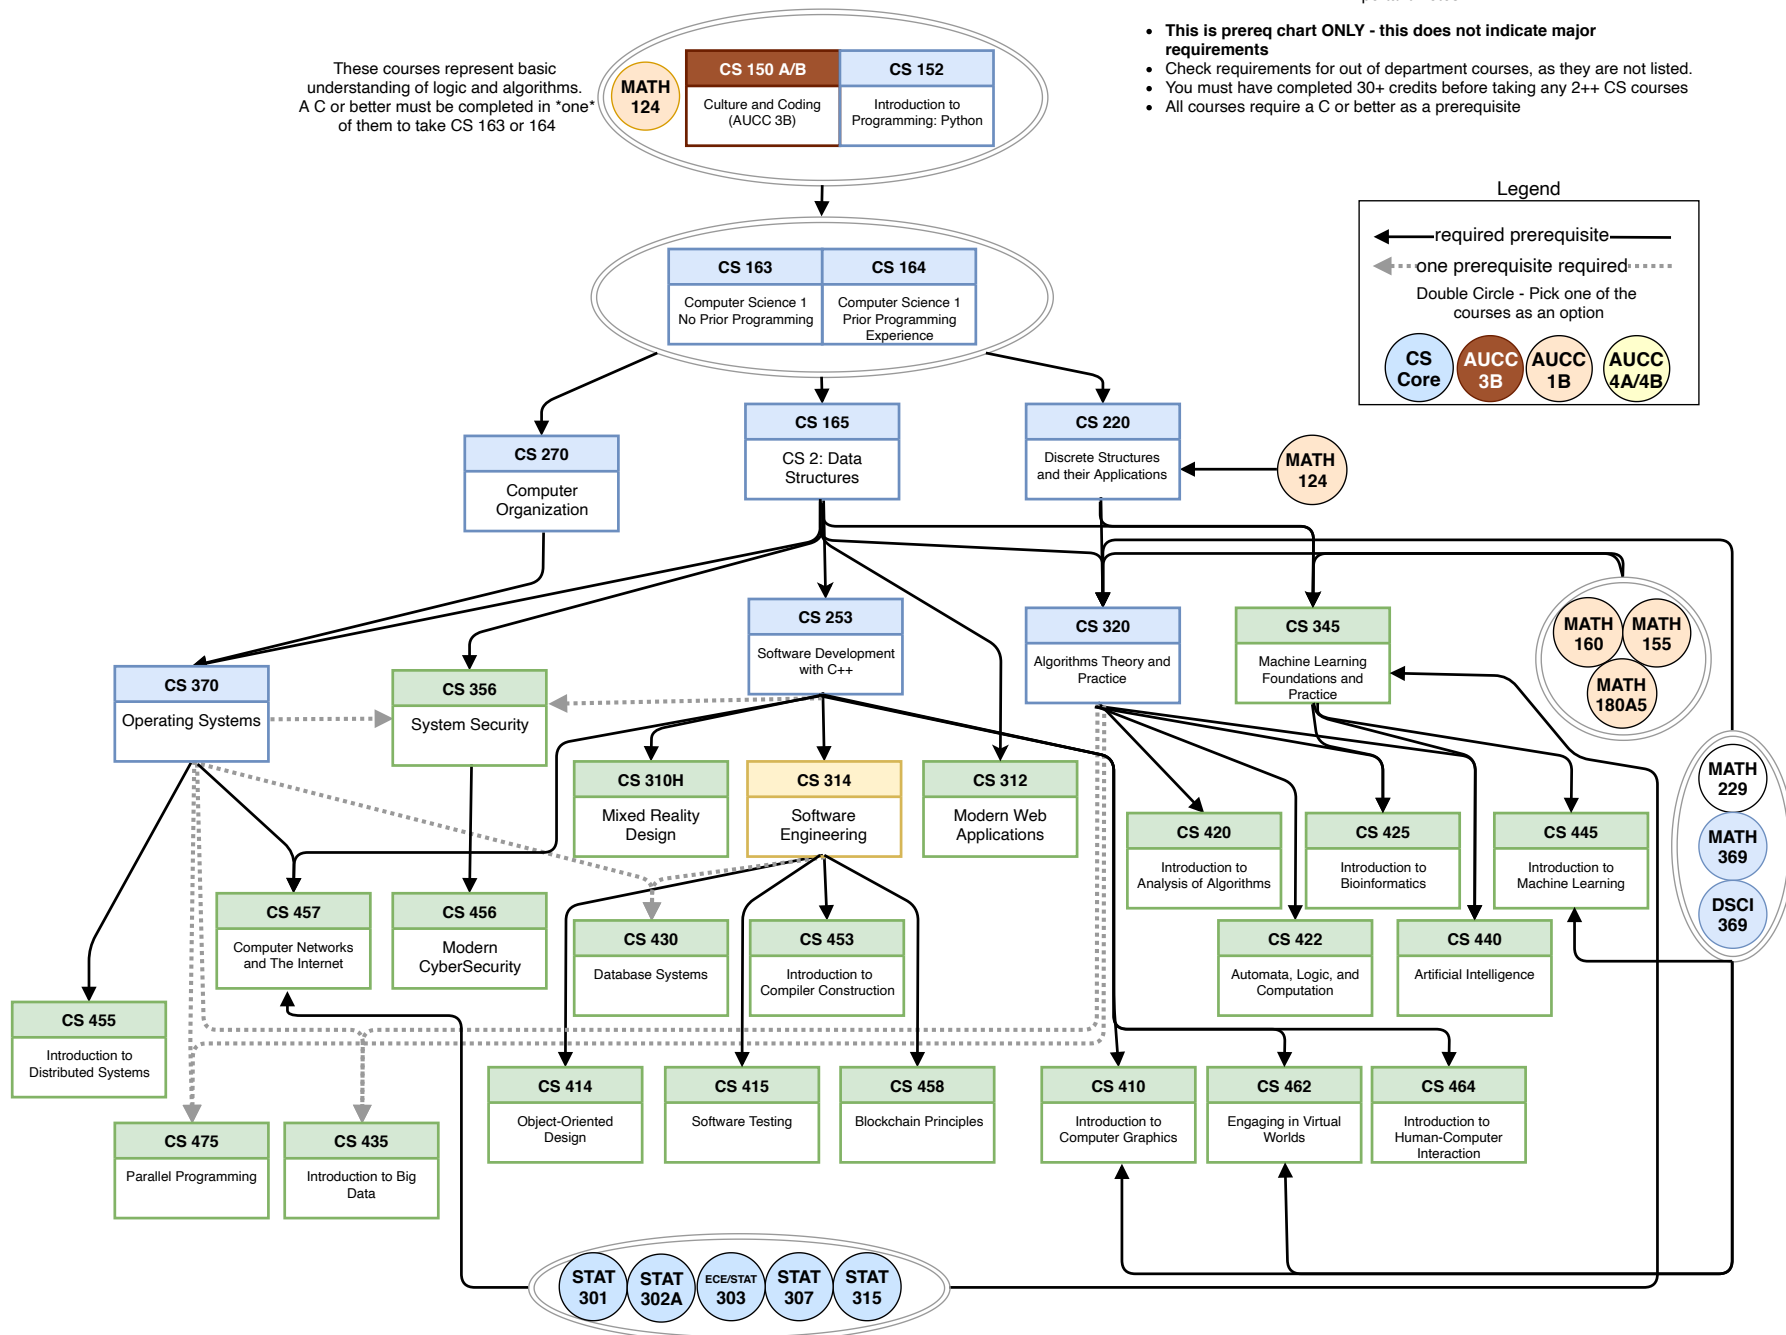 This is prereq chart ONLY - this does not indicate major
requirements
Check requirements for out of department courses, as they are not listed.
You must have completed 30+ credits before taking any 2++ CS courses
All courses require a C or better as a prerequisite
These courses represent basic
understanding of logic and algorithms.
A C or better must be completed in *one*
of them to take CS 163 or 164
MATH
124
CS 150 A/B
Culture and Coding
(AUCC 3B)
CS 152
Introduction to
Programming: Python
Legend
required prerequisite
one prerequisite required
Double Circle - Pick one of the
courses as an option
CS
Core
AUCC
3B
AUCC
1B
AUCC
4A/4B
CS 163
Computer Science 1
No Prior Programming
CS 164
Computer Science 1
Prior Programming
Experience
CS 270
Computer
Organization
CS 165
CS 2: Data
Structures
CS 220
Discrete Structures
and their Applications
MATH
124
CS 370
Operating Systems
CS 356
System Security
CS 253
Software Development
with C++
CS 320
Algorithms Theory and
Practice
CS 345
Machine Learning
Foundations and
Practice
MATH
160
MATH
155
MATH
180A5
MATH
229
MATH
369
DSCI
369
CS 310H
Mixed Reality
Design
CS 314
Software
Engineering
CS 312
Modern Web
Applications
CS 420
Introduction to
Analysis of Algorithms
CS 425
Introduction to
Bioinformatics
CS 445
Introduction to
Machine Learning
CS 457
Computer Networks
and The Internet
CS 456
Modern
CyberSecurity
CS 430
Database Systems
CS 453
Introduction to
Compiler Construction
CS 422
Automata, Logic, and
Computation
CS 440
Artificial Intelligence
CS 455
Introduction to
Distributed Systems
CS 414
Object-Oriented
Design
CS 415
Software Testing
CS 458
Blockchain Principles
CS 410
Introduction to
Computer Graphics
CS 462
Engaging in Virtual
Worlds
CS 464
Introduction to
Human-Computer
Interaction
CS 475
Parallel Programming
CS 435
Introduction to Big
Data
STAT
301
STAT
302A
ECE/STAT
303
STAT
307
STAT
315